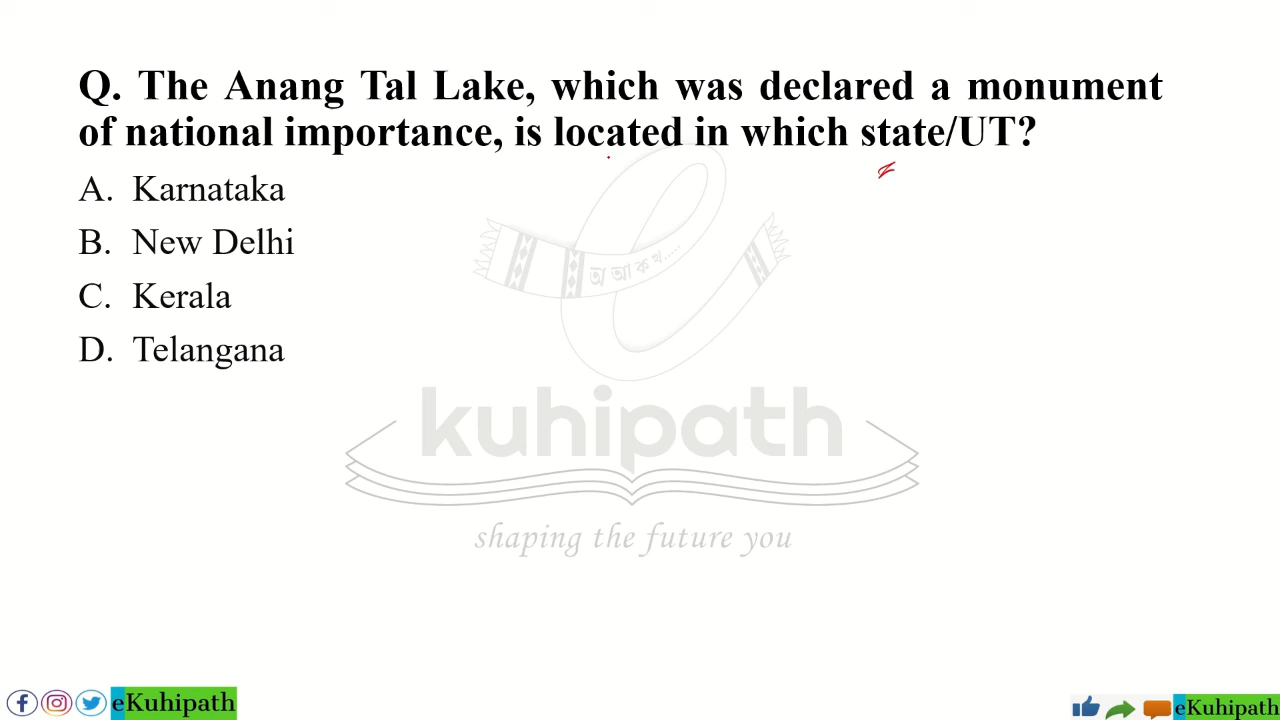 Q. The Anang Tal Lake, which was declared a monument
of national importance, is located in which state/UT?
A. Karnataka
B. New Delhi
C. Kerala
D. Telangana
অ আ ক খ.....
kuhipath
shaping the future you
eKuhipath
eKuhipath